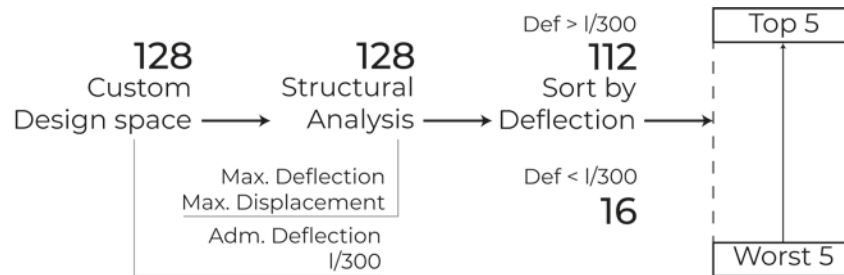 128
Custom
Design space
128
Structural
Analysis
Max. Deflection
Max. Displacement
Adm. Deflection
l/300
Def > l/300
112
Sort by
Deflection
Def < l/300
16
Top 5
Worst 5